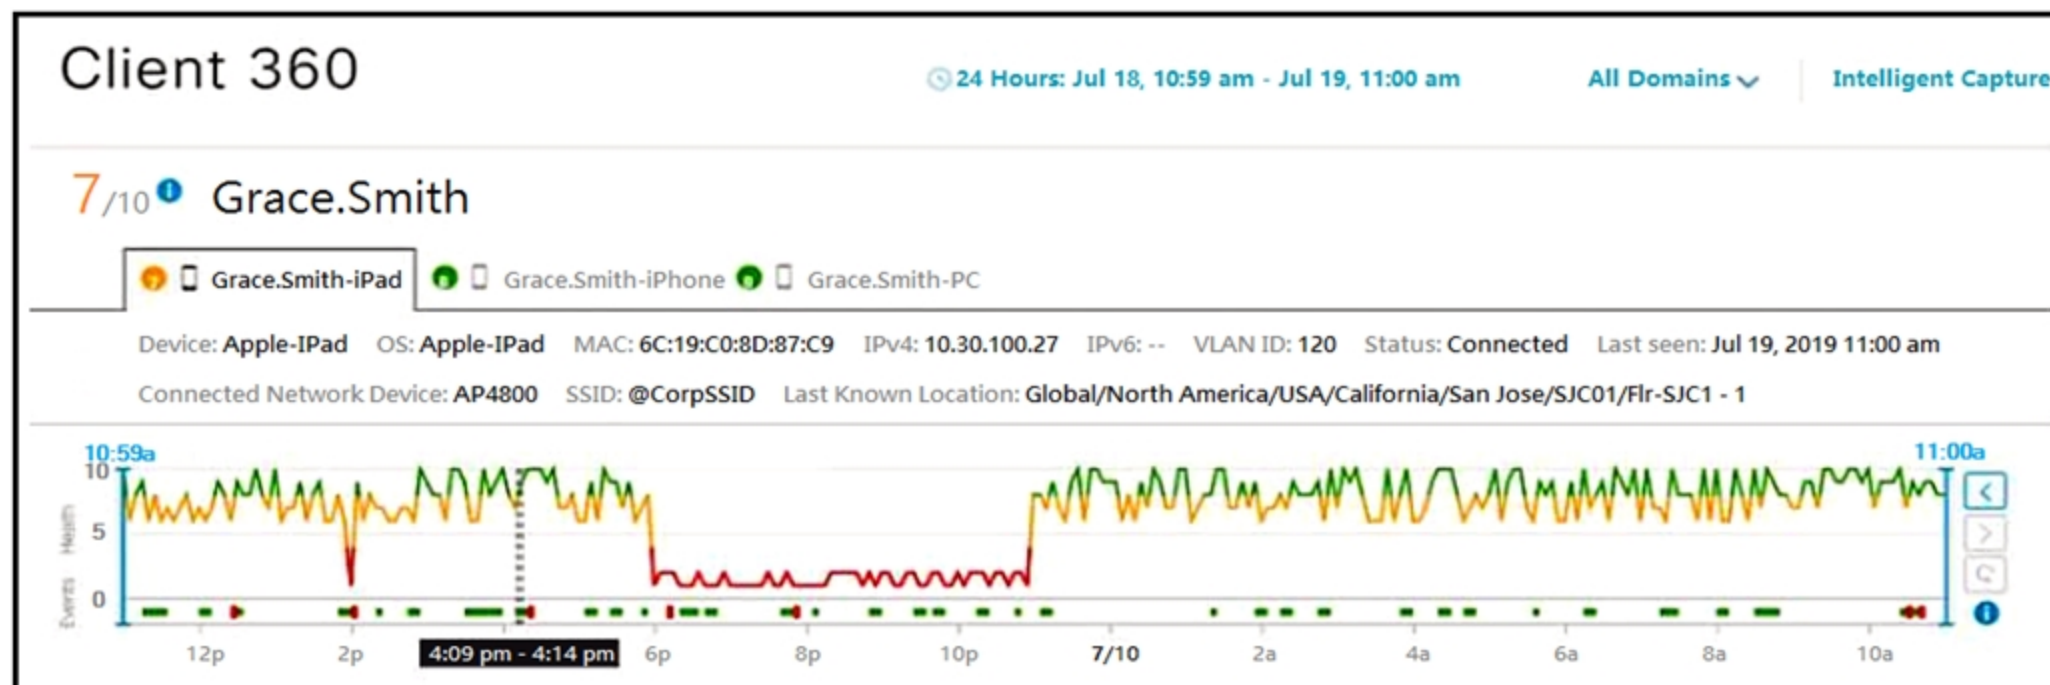 Client 360
24 Hours: Jul 18, 10:59 am - Jul 19, 11:00 am
All Domains
Intelligent Capture
7/10 Grace.Smith
Grace.Smith-iPad
Grace.Smith-iPhone
Grace.Smith-PC
Device: Apple-IPad OS: Apple-IPad MAC: 6C:19:C0:8D:87:C9 IPv4: 10.30.100.27 IPv6: -- VLAN ID: 120 Status: Connected Last seen: Jul 19, 2019 11:00 am
Connected Network Device: AP4800 SSID: @CorpSSID Last Known Location: Global/North America/USA/California/San Jose/SJC01/Flr-SJC1 - 1
10:59a
11:00a
10
5
0
Health
Events
12p 2p 4:09 pm - 4:14 pm 6p 8p 10p 7/10 2a 4a 6a 8a 10a